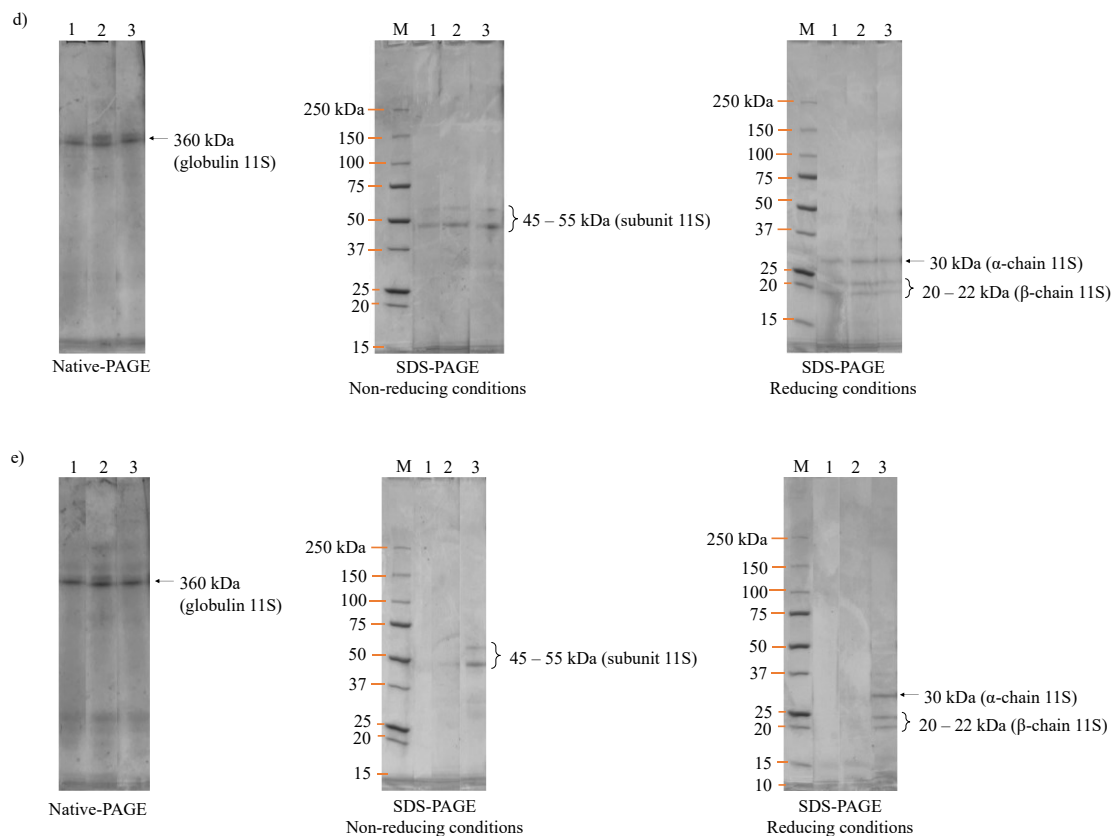 d)
1 2 3
360 kDa
(globulin 11S)
Native-PAGE
M 1 2 3
250 kDa
150
100
75
50
37
25
20
15
45 – 55 kDa (subunit 11S)
SDS-PAGE
Non-reducing conditions
M 1 2 3
250 kDa
150
100
75
50
37
25
20
15
30 kDa (α-chain 11S)
20 – 22 kDa (β-chain 11S)
SDS-PAGE
Reducing conditions
e)
1 2 3
360 kDa
(globulin 11S)
Native-PAGE
M 1 2 3
250 kDa
150
100
75
50
37
25
20
15
45 – 55 kDa (subunit 11S)
SDS-PAGE
Non-reducing conditions
M 1 2 3
250 kDa
150
100
75
50
37
25
20
15
10
30 kDa (α-chain 11S)
20 – 22 kDa (β-chain 11S)
SDS-PAGE
Reducing conditions